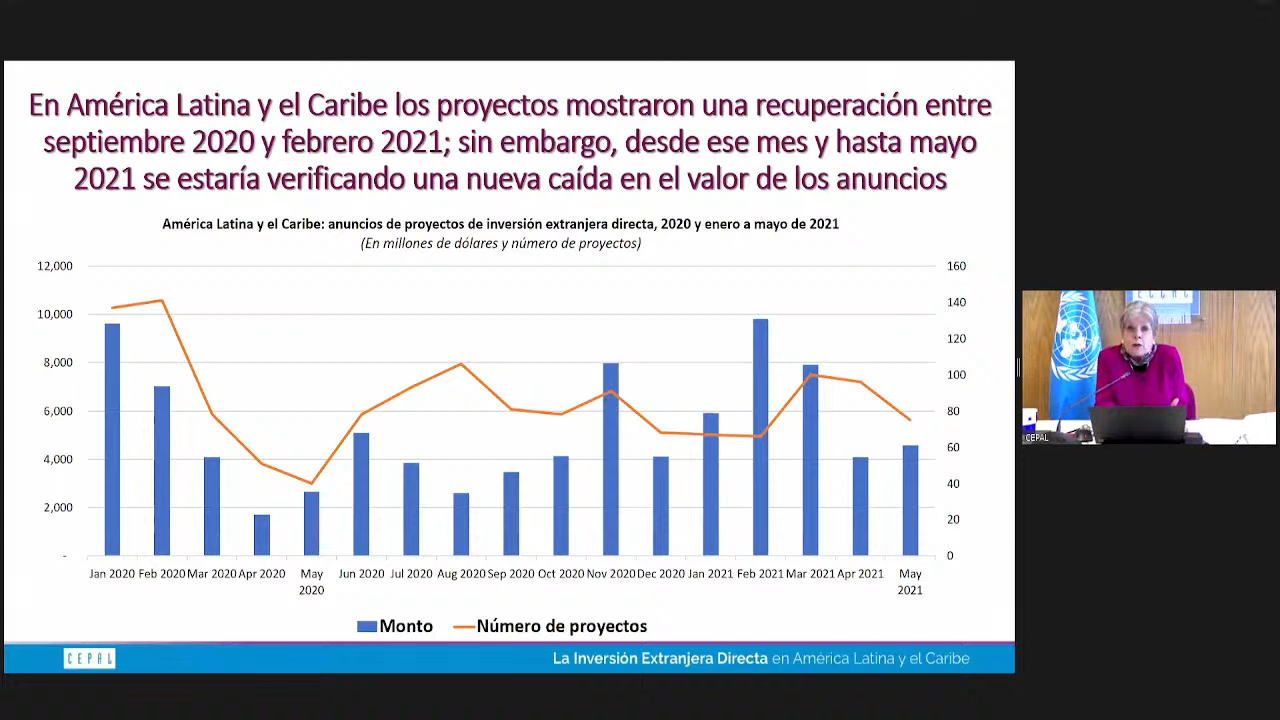 En América Latina y el Caribe los proyectos mostraron una recuperación entre
septiembre 2020 y febrero 2021; sin embargo, desde ese mes y hasta mayo
2021 se estaría verificando una nueva caída en el valor de los anuncios
América Latina y el Caribe: anuncios de proyectos de inversión extranjera directa, 2020 y enero a mayo de 2021
(En millones de dólares y número de proyectos)
12,000 160
140
10,000
120
8,000
100
6,000 80
60
4,000
40
2,000
20
- 0
Jan 2020 Feb 2020 Mar 2020 Apr 2020 May 2020 Jun 2020 Jul 2020 Aug 2020 Sep 2020 Oct 2020 Nov 2020 Dec 2020 Jan 2021 Feb 2021 Mar 2021 Apr 2021 May 2021
Monto Número de proyectos
CEPAL
La Inversión Extranjera Directa en América Latina y el Caribe
CEPAL